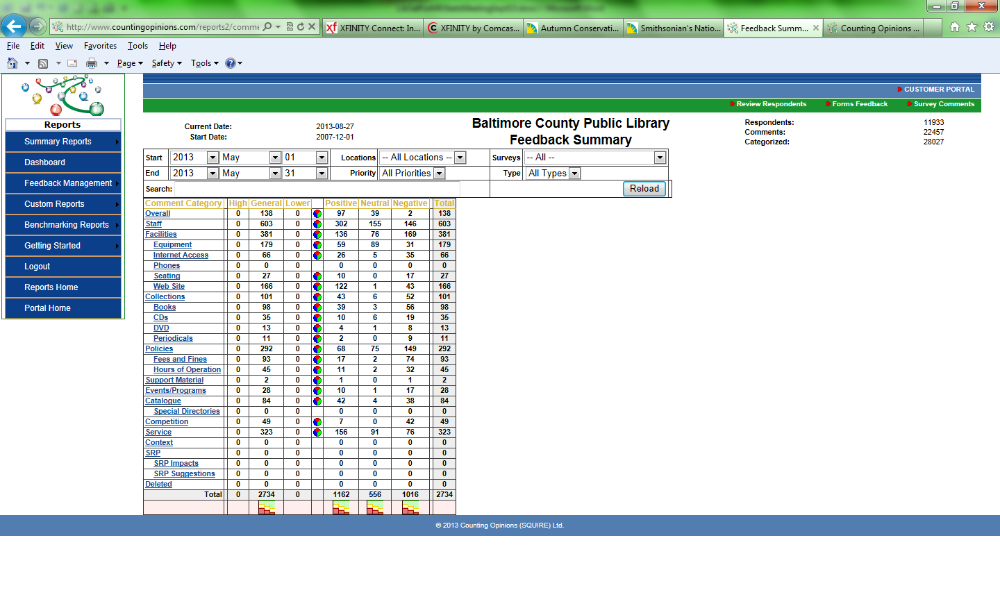 http://www.countingopinions.com/reports2/comme
XFINITY Connect: In...
XFINITY by Comcas...
Autumn Conservati...
Smithsonian's Natio...
Feedback Summ...
Counting Opinions ...
File Edit View Favorites Tools Help
Page Safety Tools
Reports
Summary Reports
Dashboard
Feedback Management
Custom Reports
Benchmarking Reports
Getting Started
Logout
Reports Home
Portal Home
CUSTOMER PORTAL
Review Respondents Forms Feedback Survey Comments
Current Date: 2013-08-27
Start Date: 2007-12-01
Baltimore County Public Library
Feedback Summary
Respondents: 11933
Comments: 22457
Categorized: 28027
Start 2013 May 01 Locations -- All Locations -- Surveys -- All --
End 2013 May 31 Priority All Priorities Type All Types
Search: Reload
Comment Category High General Lower Positive Neutral Negative Total
Overall 0 138 0 97 39 2 138
Staff 0 603 0 302 155 146 603
Facilities 0 381 0 136 76 169 381
Equipment 0 179 0 59 89 31 179
Internet Access 0 66 0 26 5 35 66
Phones 0 0 0 0 0 0 0
Seating 0 27 0 10 0 17 27
Web Site 0 166 0 122 1 43 166
Collections 0 101 0 43 6 52 101
Books 0 98 0 39 3 56 98
CDs 0 35 0 10 6 19 35
DVD 0 13 0 4 1 8 13
Periodicals 0 11 0 2 0 9 11
Policies 0 292 0 68 75 149 292
Fees and Fines 0 93 0 17 2 74 93
Hours of Operation 0 45 0 11 2 32 45
Support Material 0 2 0 1 0 1 2
Events/Programs 0 28 0 10 1 17 28
Catalogue 0 84 0 42 4 38 84
Special Directories 0 0 0 0 0 0 0
Competition 0 49 0 7 0 42 49
Service 0 323 0 156 91 76 323
Context 0 0 0 0 0 0 0
SRP 0 0 0 0 0 0 0
SRP Impacts 0 0 0 0 0 0 0
SRP Suggestions 0 0 0 0 0 0 0
Deleted 0 0 0 0 0 0 0
Total 0 2734 0 1162 556 1016 2734
© 2013 Counting Opinions (SQUIRE) Ltd.